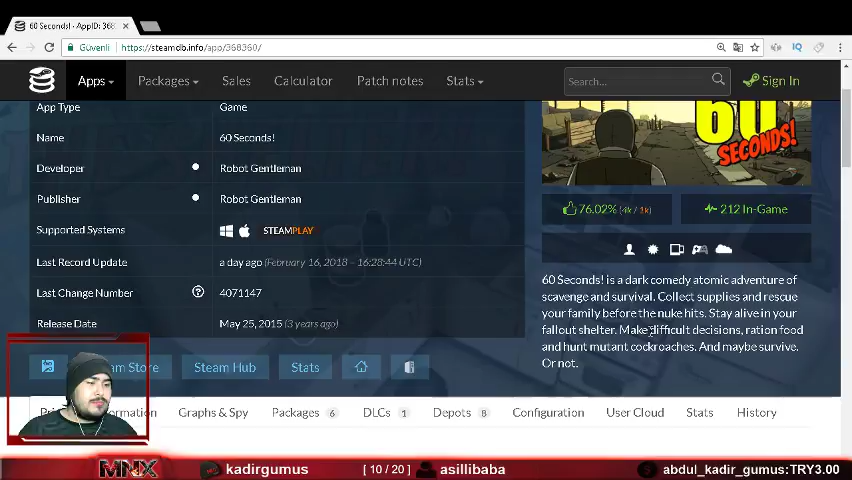 60 Seconds! · AppID: 368
Güvenli
https://steamdb.info/app/368360/
Apps
Packages
Sales
Calculator
Patch notes
Stats
Search...
Sign In
App Type Game
Name 60 Seconds!
Developer Robot Gentleman
Publisher Robot Gentleman
Supported Systems STEAMPLAY
Last Record Update a day ago (February 16, 2018 – 16:28:44 UTC)
Last Change Number 4071147
Release Date May 25, 2015 (3 years ago)
60
SECONDS!
76.02% (4k / 1k)
212 In-Game
60 Seconds! is a dark comedy atomic adventure of
scavenge and survival. Collect supplies and rescue
your family before the nuke hits. Stay alive in your
fallout shelter. Make difficult decisions, ration food
and hunt mutant cockroaches. And maybe survive.
Or not.
Store
Steam Hub
Stats
Graphs & Spy
Packages 6
DLCs 1
Depots 8
Configuration
User Cloud
Stats
History
MNX
kadirgumus
[ 10 / 20 ]
asillibaba
abdul_kadir_gumus:TRY3.00